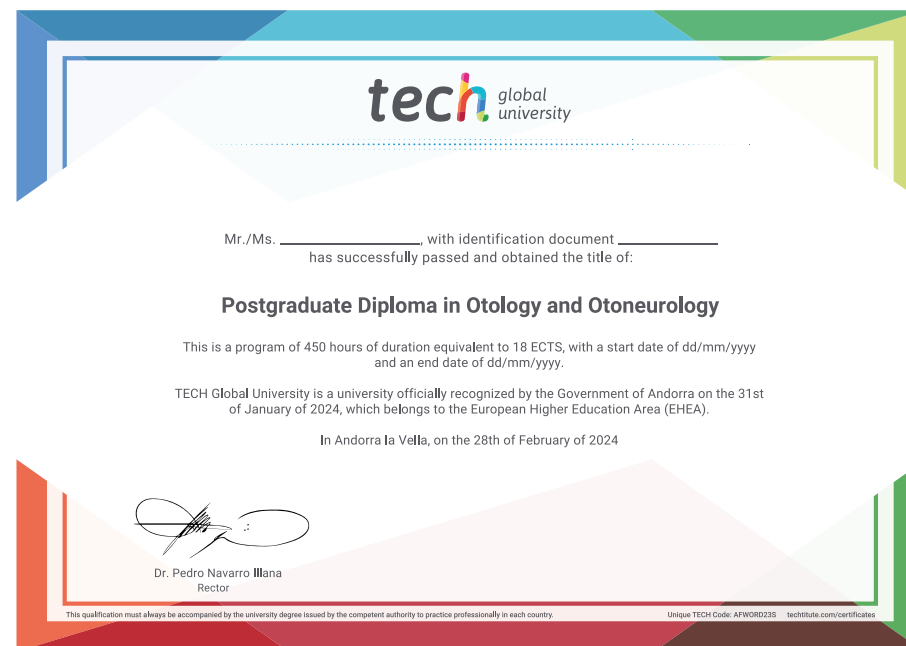 tech global university
Mr./Ms. ____________________, with identification document ______________
has successfully passed and obtained the title of:
Postgraduate Diploma in Otology and Otoneurology
This is a program of 450 hours of duration equivalent to 18 ECTS, with a start date of dd/mm/yyyy
and an end date of dd/mm/yyyy.
TECH Global University is a university officially recognized by the Government of Andorra on the 31st
of January of 2024, which belongs to the European Higher Education Area (EHEA).
In Andorra la Vella, on the 28th of February of 2024
Dr. Pedro Navarro Illana
Rector
This qualification must always be accompanied by the university degree issued by the competent authority to practice professionally in each country. Unique TECH Code: AFWORD23S techtitute.com/certificates